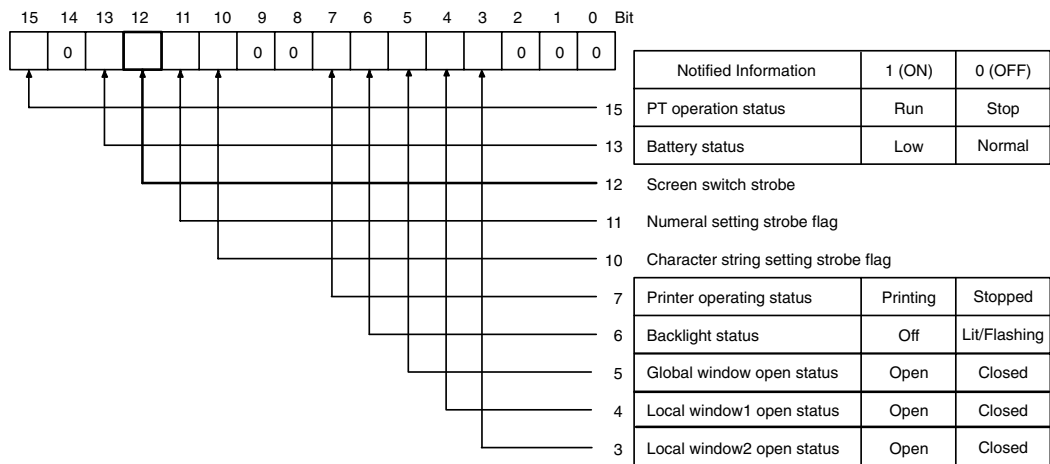 15 14 13 12 11 10 9 8 7 6 5 4 3 2 1 0 Bit
0 0 0 0 0 0
Notified Information 1 (ON) 0 (OFF)
15 PT operation status Run Stop
13 Battery status Low Normal
12 Screen switch strobe
11 Numeral setting strobe flag
10 Character string setting strobe flag
7 Printer operating status Printing Stopped
6 Backlight status Off Lit/Flashing
5 Global window open status Open Closed
4 Local window1 open status Open Closed
3 Local window2 open status Open Closed